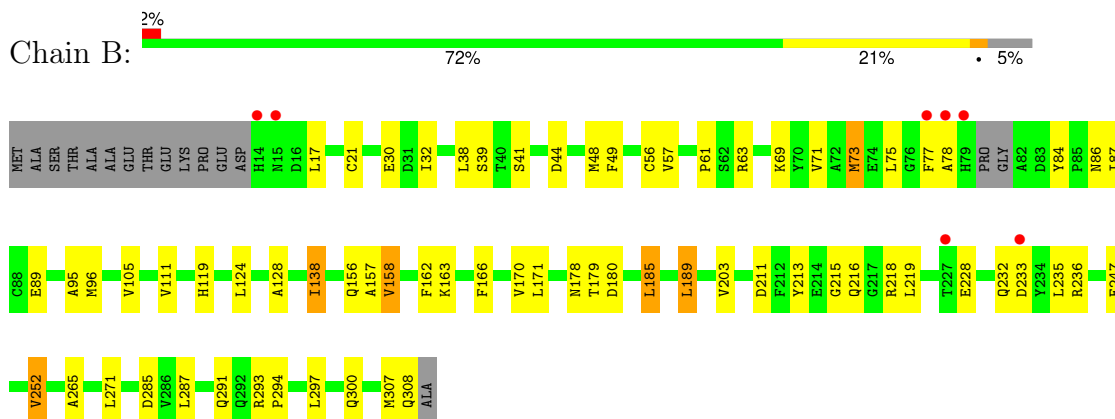 2%
Chain B:
72% 21% • 5%
MET ALA SER THR ALA ALA GLU THR GLU LYS PRO GLU ASP H14 N15 D16 L17 C21 E30 D31 I32 L38 S39 T40 S41 D44 M48 F49 C56 V57 P61 S62 R63 K69 Y70 V71 A72 M73 E74 L75 G76 F77 A78 H79 PRO GLY A82 D83 Y84 P85 N86
C88 E89 A95 M96 V105 V111 H119 L124 A128 I138 Q156 A157 V158 F162 K163 F166 V170 L171 N178 T179 D180 L185 L189 V203 D211 F212 Y213 E214 G215 Q216 G217 R218 L219 T227 E228 Q232 D233 Y234 L235 R236
V252 A265 L271 D285 V286 L287 Q291 Q292 R293 P294 L297 Q300 M307 Q308 ALA